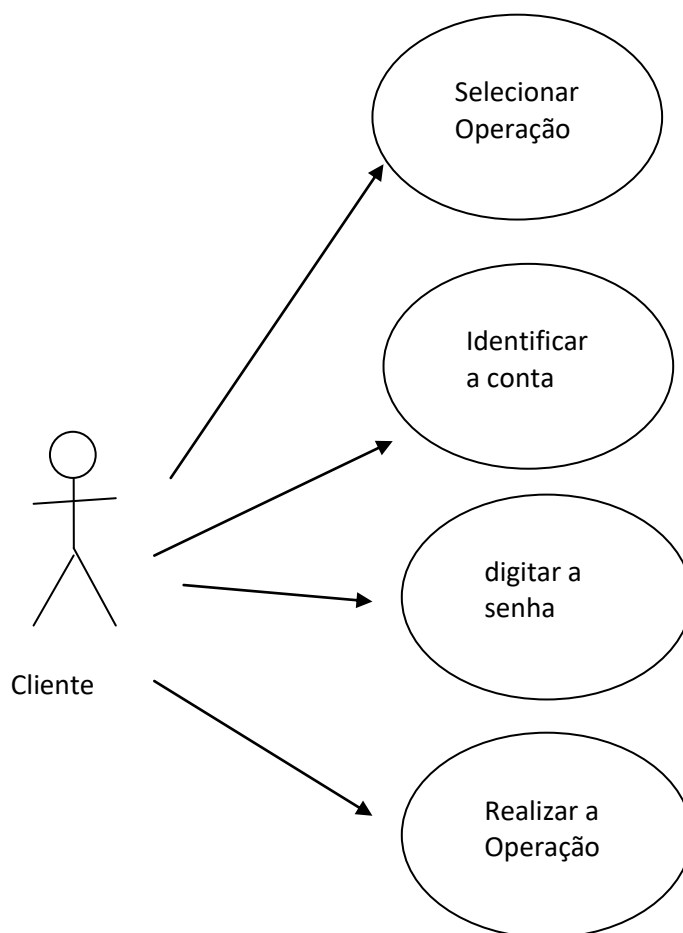 Selecionar
Operação
Identificar
a conta
digitar a
senha
Cliente
Realizar a
Operação